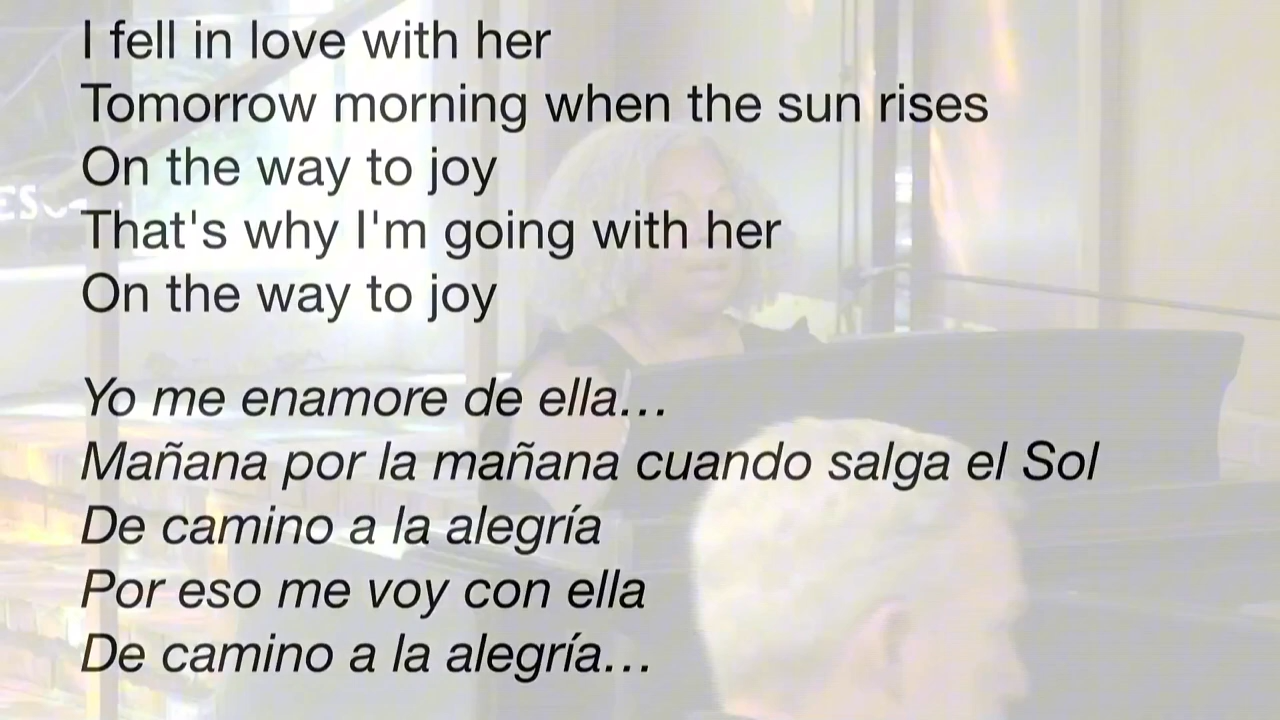 I fell in love with her
Tomorrow morning when the sun rises
On the way to joy
That's why I'm going with her
On the way to joy
Yo me enamore de ella...
Mañana por la mañana cuando salga el Sol
De camino a la alegría
Por eso me voy con ella
De camino a la alegría...